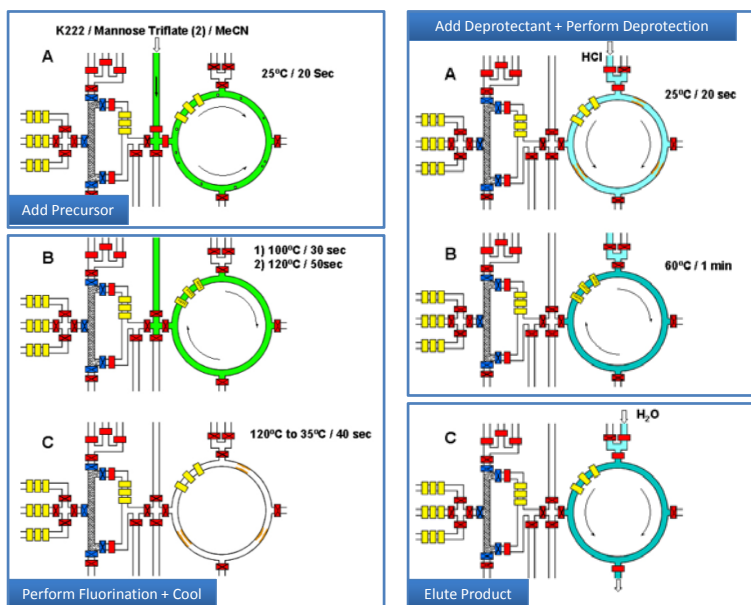 K222 / Mannose Triflate (2) / MeCN
A
25ºC / 20 Sec
Add Precursor
B
1) 100ºC / 30 sec
2) 120ºC / 50sec
C
120ºC to 35ºC / 40 sec
Perform Fluorination + Cool
Add Deprotectant + Perform Deprotection
HCl
A
25ºC / 20 sec
B
60ºC / 1 min
C
H₂O
Elute Product